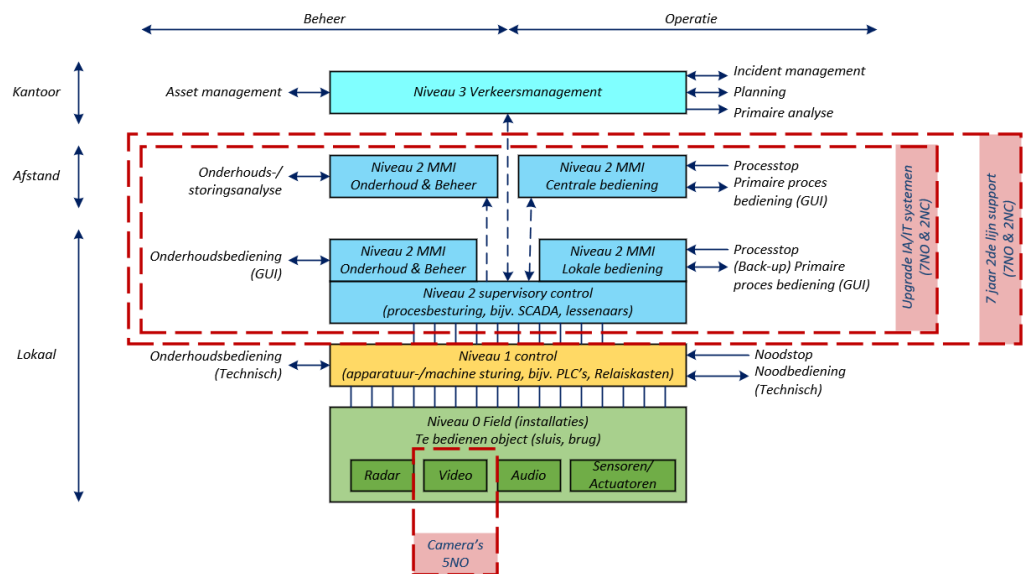 Beheer
Operatie
Kantoor
Asset management
Niveau 3 Verkeersmanagement
Incident management
Planning
Primaire analyse
Afstand
Onderhouds-/
storingsanalyse
Niveau 2 MMI
Onderhoud & Beheer
Niveau 2 MMI
Centrale bediening
Processtop
Primaire proces
bediening (GUI)
Upgrade IA/IT systemen
(7NO & 2NC)
7 jaar 2de lijn support
(7NO & 2NC)
Lokaal
Onderhoudsbediening
(GUI)
Niveau 2 MMI
Onderhoud & Beheer
Niveau 2 MMI
Lokale bediening
Processtop
(Back-up) Primaire
proces bediening (GUI)
Niveau 2 supervisory control
(procesbesturing, bijv. SCADA, lessenaars)
Onderhoudsbediening
(Technisch)
Niveau 1 control
(apparatuur-/machine sturing, bijv. PLC's, Relaiskasten)
Noodstop
Noodbediening
(Technisch)
Niveau 0 Field (installaties)
Te bedienen object (sluis, brug)
Radar
Video
Audio
Sensoren/
Actuatoren
Camera's
5NO